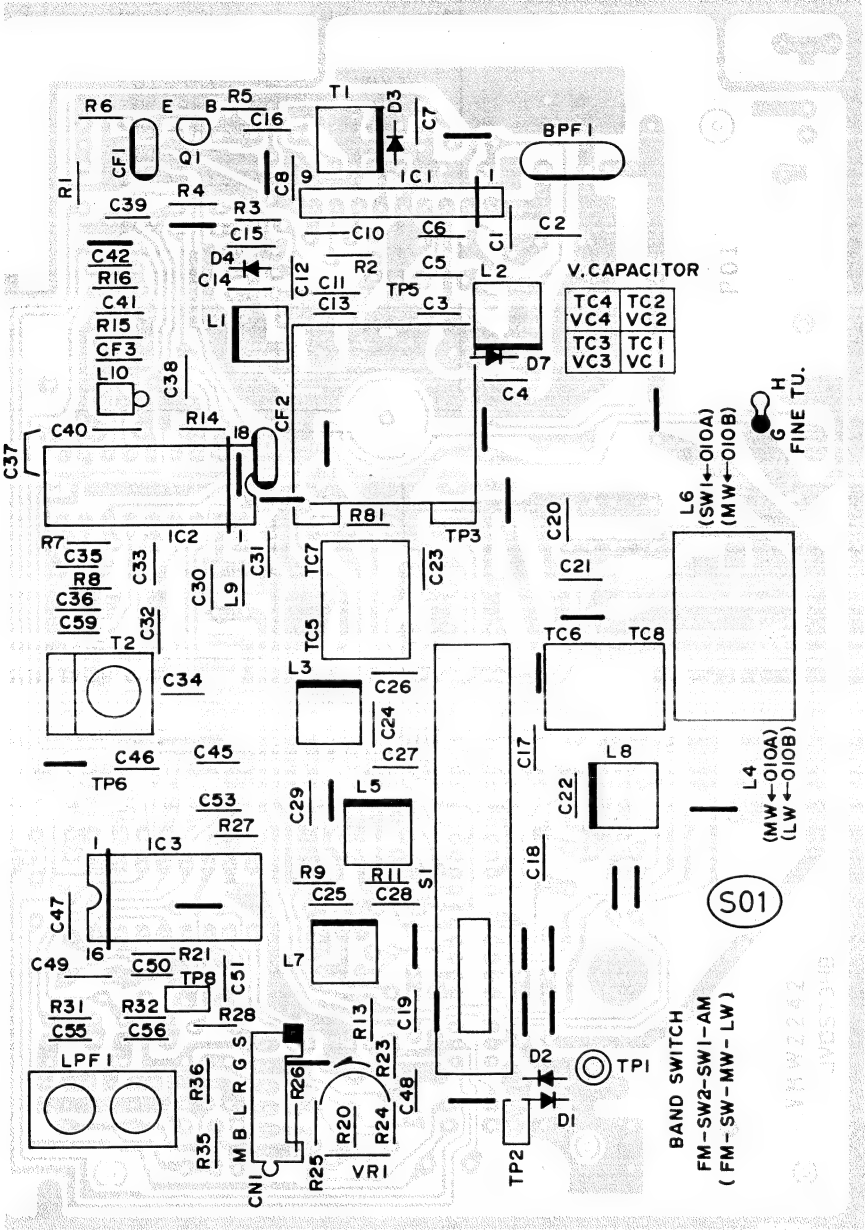 T1
D3
C7
BPF1
R6
E
B
R5
C16
CF1
Q1
R1
R4
C8
9
IC1
1
C39
R3
C15
C10
C6
C1
C2
C42
D4
R2
R16
C14
C12
C11
TP5
C5
L2
V.CAPACITOR
C41
L1
C13
C3
TC4
TC2
VC4
VC2
TC3
TC1
VC3
VC1
R15
CF3
D7
L10
C38
C4
C40
R14
18
CF2
C37
H
G
FINE TU.
L6
(SW1←010A)
(MW←010B)
IC2
1
R81
TP3
C20
R7
C35
C33
C31
TC7
C23
C21
R8
C30
L9
C36
C59
C32
TC5
TC6
TC8
T2
L3
C26
C34
C24
C46
C45
C27
C17
L8
L4
(MW←010A)
(LW←010B)
TP6
C29
L5
C22
C53
R27
1
IC3
R9
R11
C18
C25
C28
S1
C47
S01
16
R21
L7
C49
C50
C51
TP8
R31
R32
R28
R13
C19
C55
C56
LPF1
R36
M B L R G S
R26
R23
C48
D2
TP1
BAND SWITCH
FM-SW2-SW1-AM
(FM-SW-MW-LW)
R35
R20
R24
D1
CN1
R25
VR1
TP2